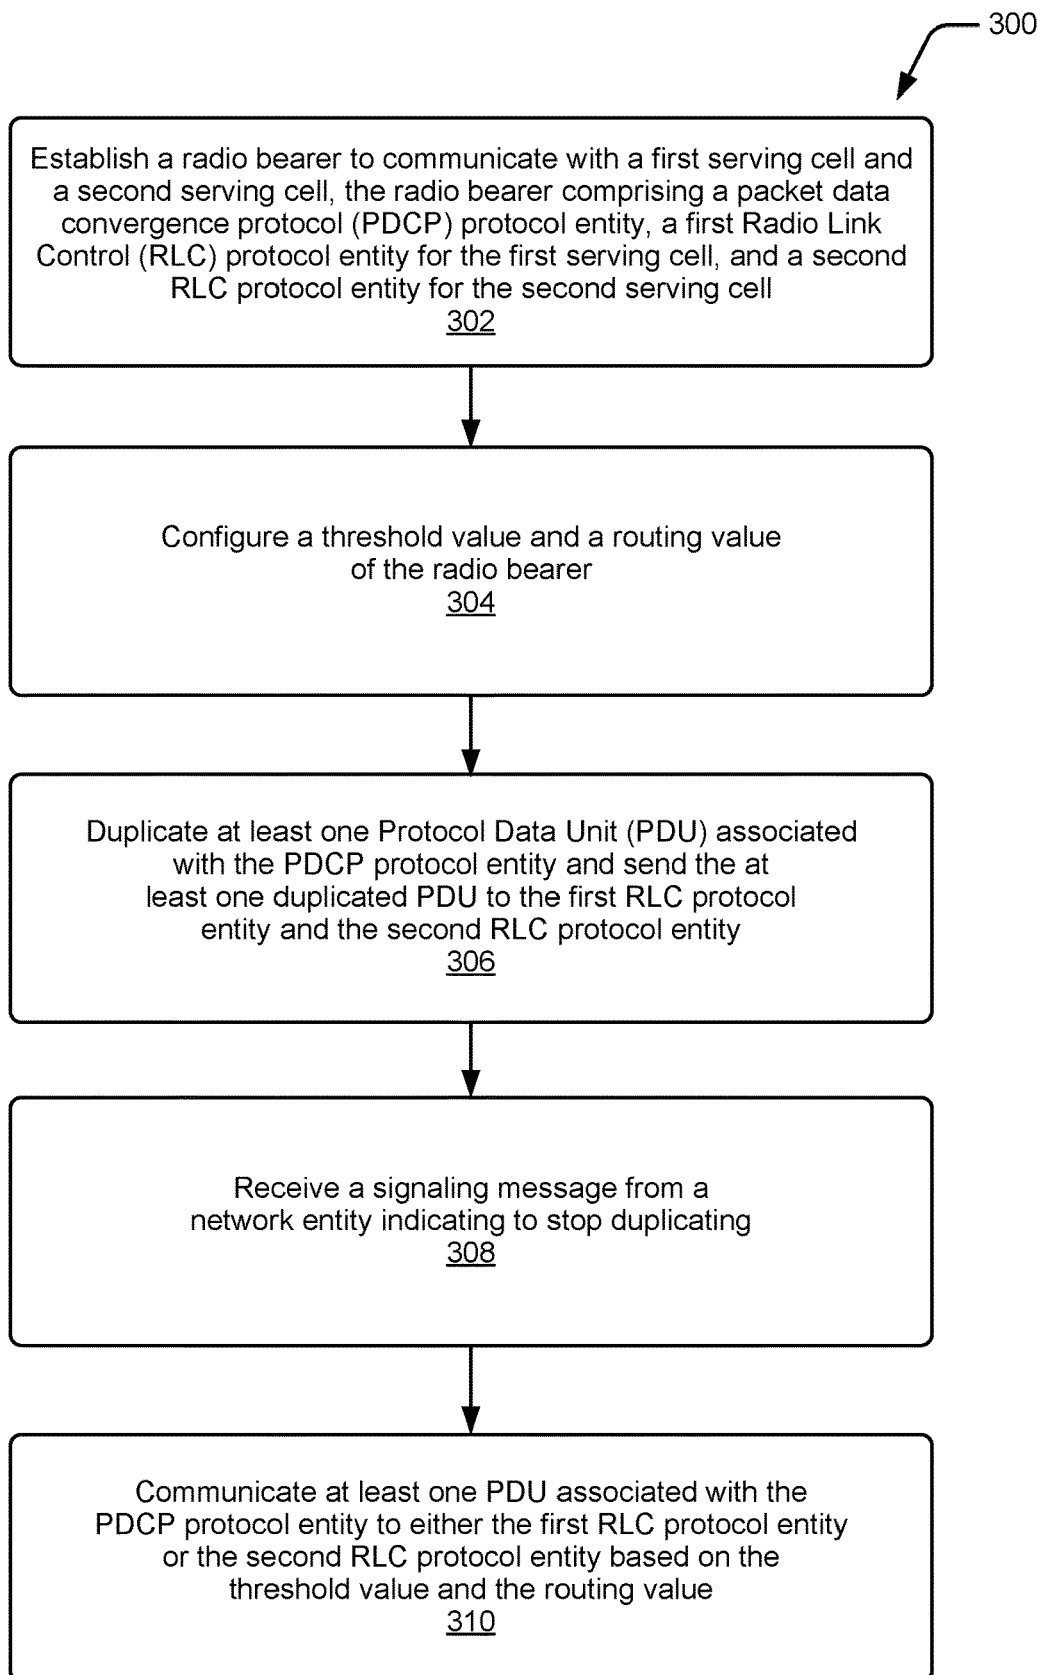 300
Establish a radio bearer to communicate with a first serving cell and
a second serving cell, the radio bearer comprising a packet data
convergence protocol (PDCP) protocol entity, a first Radio Link
Control (RLC) protocol entity for the first serving cell, and a second
RLC protocol entity for the second serving cell
302
Configure a threshold value and a routing value
of the radio bearer
304
Duplicate at least one Protocol Data Unit (PDU) associated
with the PDCP protocol entity and send the at
least one duplicated PDU to the first RLC protocol
entity and the second RLC protocol entity
306
Receive a signaling message from a
network entity indicating to stop duplicating
308
Communicate at least one PDU associated with the
PDCP protocol entity to either the first RLC protocol entity
or the second RLC protocol entity based on the
threshold value and the routing value
310